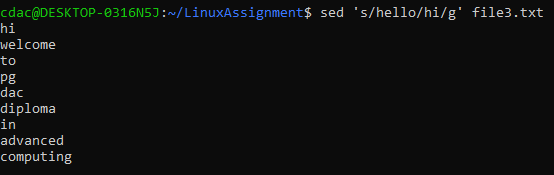 cdac@DESKTOP-0316N5J:~/LinuxAssignment$ sed 's/hello/hi/g' file3.txt
hi
welcome
to
pg
dac
diploma
in
advanced
computing